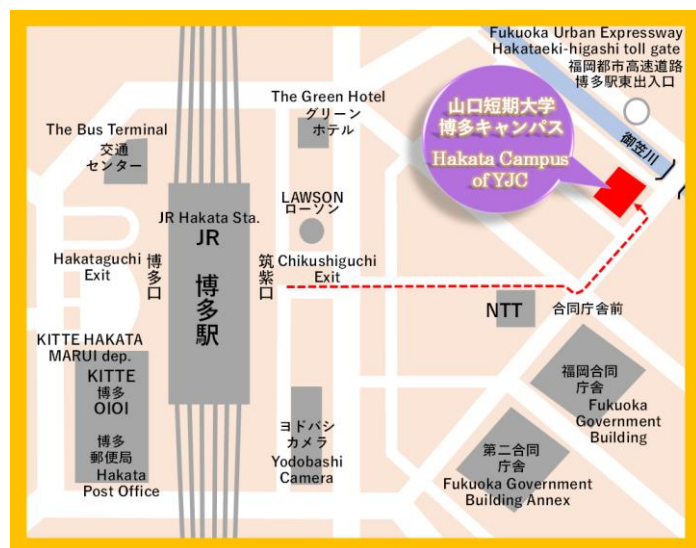 Fukuoka Urban Expressway
Hakataeki-higashi toll gate
福岡都市高速道路
博多駅東出入口
御笠川
山口短期大学
博多キャンパス
Hakata Campus
of YJC
The Green Hotel
グリーン
ホテル
The Bus Terminal
交通
センター
LAWSON
ローソン
JR Hakata Sta.
JR
博多駅
Hakataguchi
Exit
博多口
筑紫口
Chikushiguchi
Exit
NTT
合同庁舎前
KITTE HAKATA
MARUI dep.
KITTE
博多
OIOI
博多
郵便局
Hakata
Post Office
ヨドバシ
カメラ
Yodobashi
Camera
福岡合同
庁舎
Fukuoka
Government
Building
第二合同
庁舎
Fukuoka Government
Building Annex